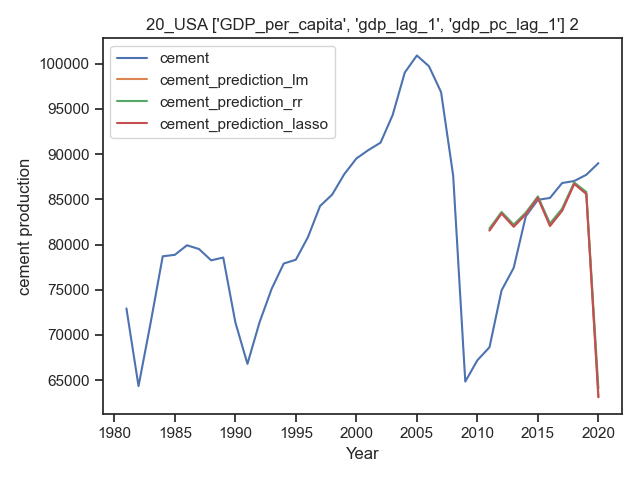 20_USA ['GDP_per_capita', 'gdp_lag_1', 'gdp_pc_lag_1'] 2
cement
cement_prediction_lm
cement_prediction_rr
cement_prediction_lasso
cement production
100000
95000
90000
85000
80000
75000
70000
65000
1980 1985 1990 1995 2000 2005 2010 2015 2020
Year